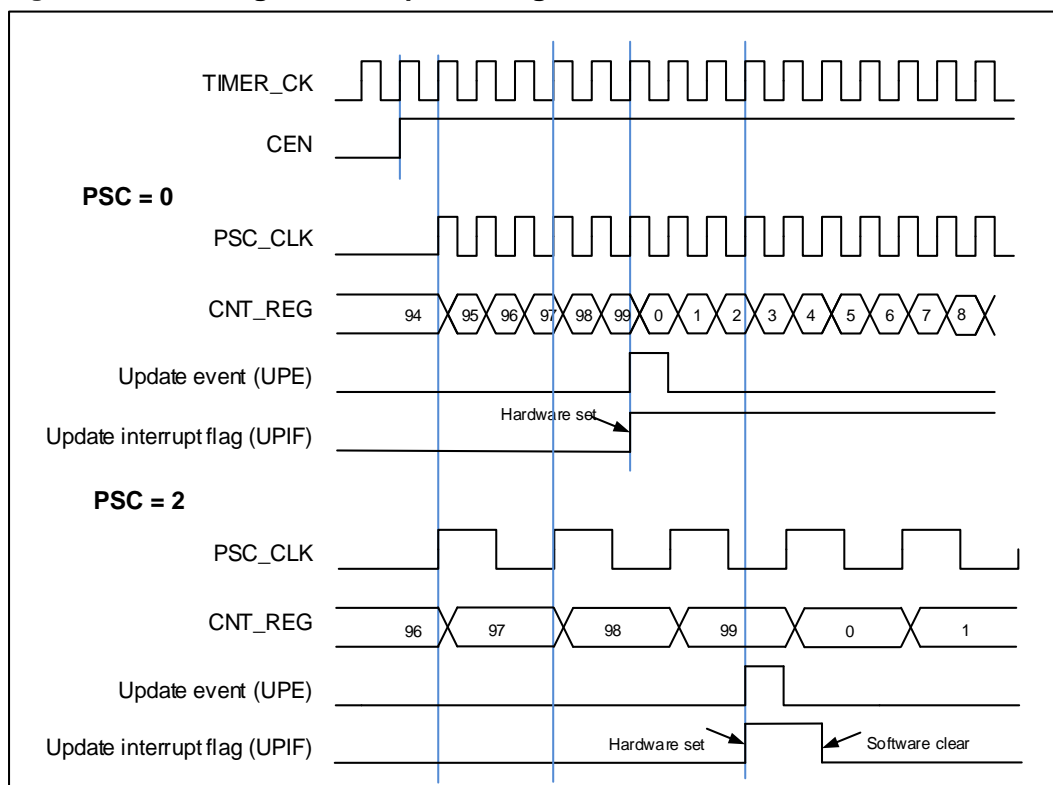 TIMER_CK
CEN
PSC = 0
PSC_CLK
CNT_REG 94 95 96 97 98 99 0 1 2 3 4 5 6 7 8
Update event (UPE)
Hardware set
Update interrupt flag (UPIF)
PSC = 2
PSC_CLK
CNT_REG 96 97 98 99 0 1
Update event (UPE)
Update interrupt flag (UPIF) Hardware set Software clear